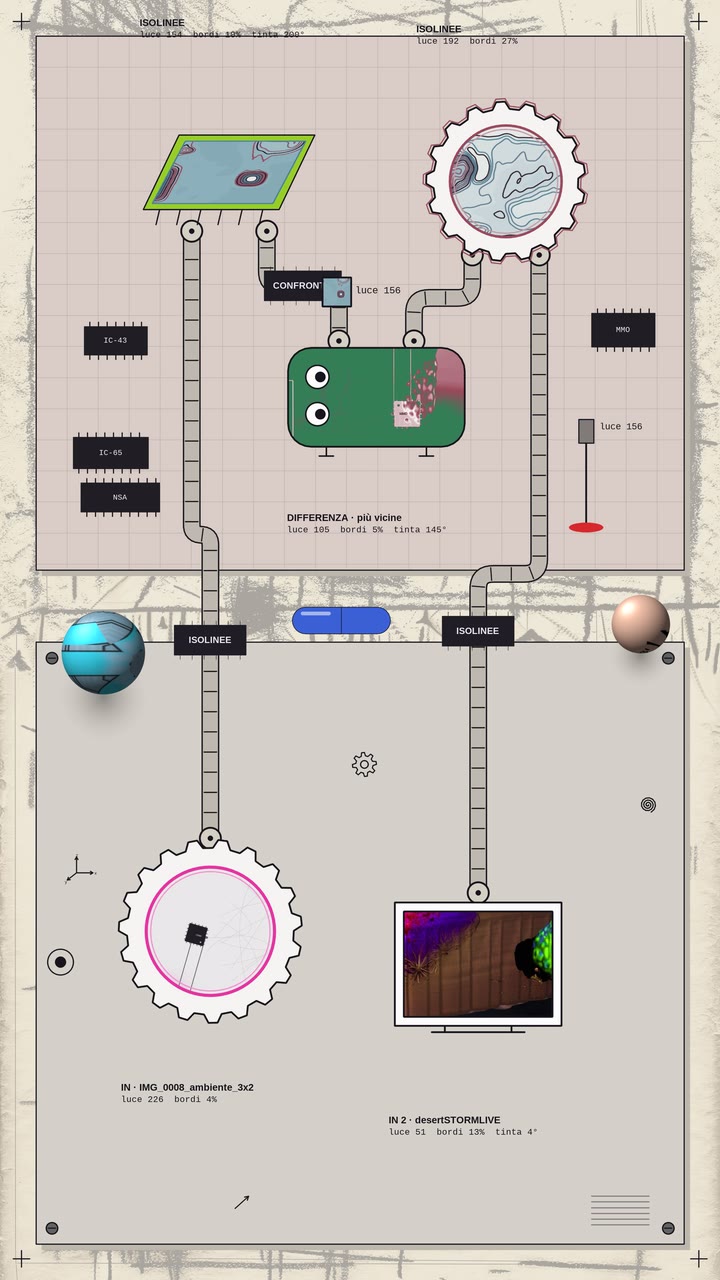 ISOLINEE
luce 154 bordi 19% tinta 200°
ISOLINEE
luce 192 bordi 27%
CONFRONT
luce 156
IC-43
MMO
IC-65
luce 156
NSA
DIFFERENZA · più vicine
luce 105 bordi 5% tinta 145°
ISOLINEE
ISOLINEE
IN · IMG_0008_ambiente_3x2
luce 226 bordi 4%
IN 2 · desertSTORMLIVE
luce 51 bordi 13% tinta 4°